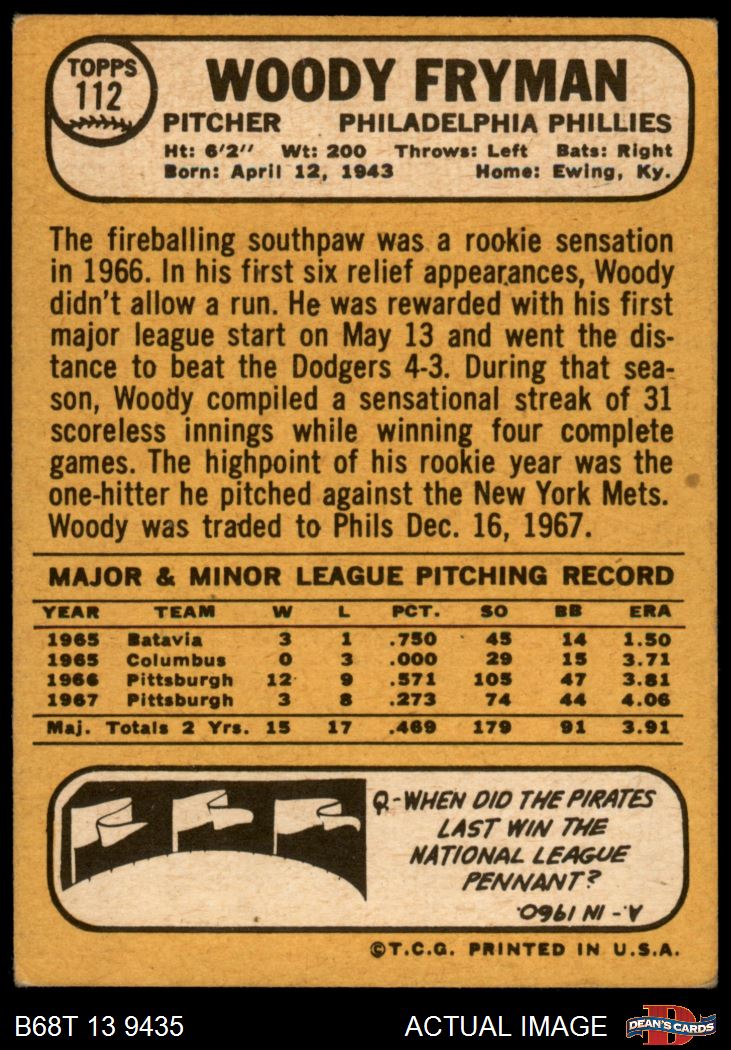 TOPPS
112
WOODY FRYMAN
PITCHER PHILADELPHIA PHILLIES
Ht: 6'2'' Wt: 200 Throws: Left Bats: Right
Born: April 12, 1943 Home: Ewing, Ky.
The fireballing southpaw was a rookie sensation
in 1966. In his first six relief appearances, Woody
didn't allow a run. He was rewarded with his first
major league start on May 13 and went the dis-
tance to beat the Dodgers 4-3. During that sea-
son, Woody compiled a sensational streak of 31
scoreless innings while winning four complete
games. The highpoint of his rookie year was the
one-hitter he pitched against the New York Mets.
Woody was traded to Phils Dec. 16, 1967.
MAJOR & MINOR LEAGUE PITCHING RECORD
YEAR TEAM W L PCT. SO BB ERA
1965 Batavia 3 1 .750 45 14 1.50
1965 Columbus 0 3 .000 29 15 3.71
1966 Pittsburgh 12 9 .571 105 47 3.81
1967 Pittsburgh 3 8 .273 74 44 4.06
Maj. Totals 2 Yrs. 15 17 .469 179 91 3.91
Q-WHEN DID THE PIRATES
LAST WIN THE
NATIONAL LEAGUE
PENNANT?
A-IN 1960.
©T.C.G. PRINTED IN U.S.A.
B68T 13 9435 ACTUAL IMAGE
D
DEAN'S CARDS